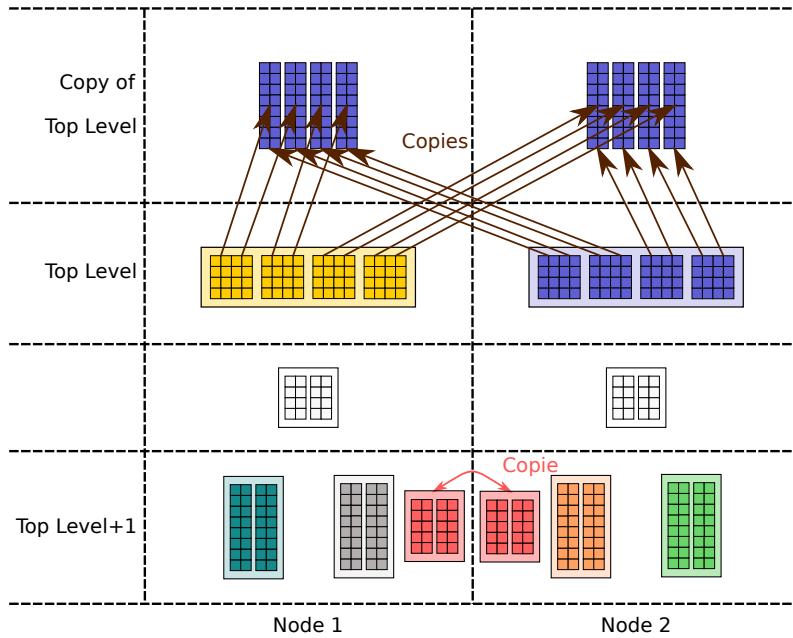 Copy of
Top Level
Copies
Top Level
Copie
Top Level+1
Node 1
Node 2